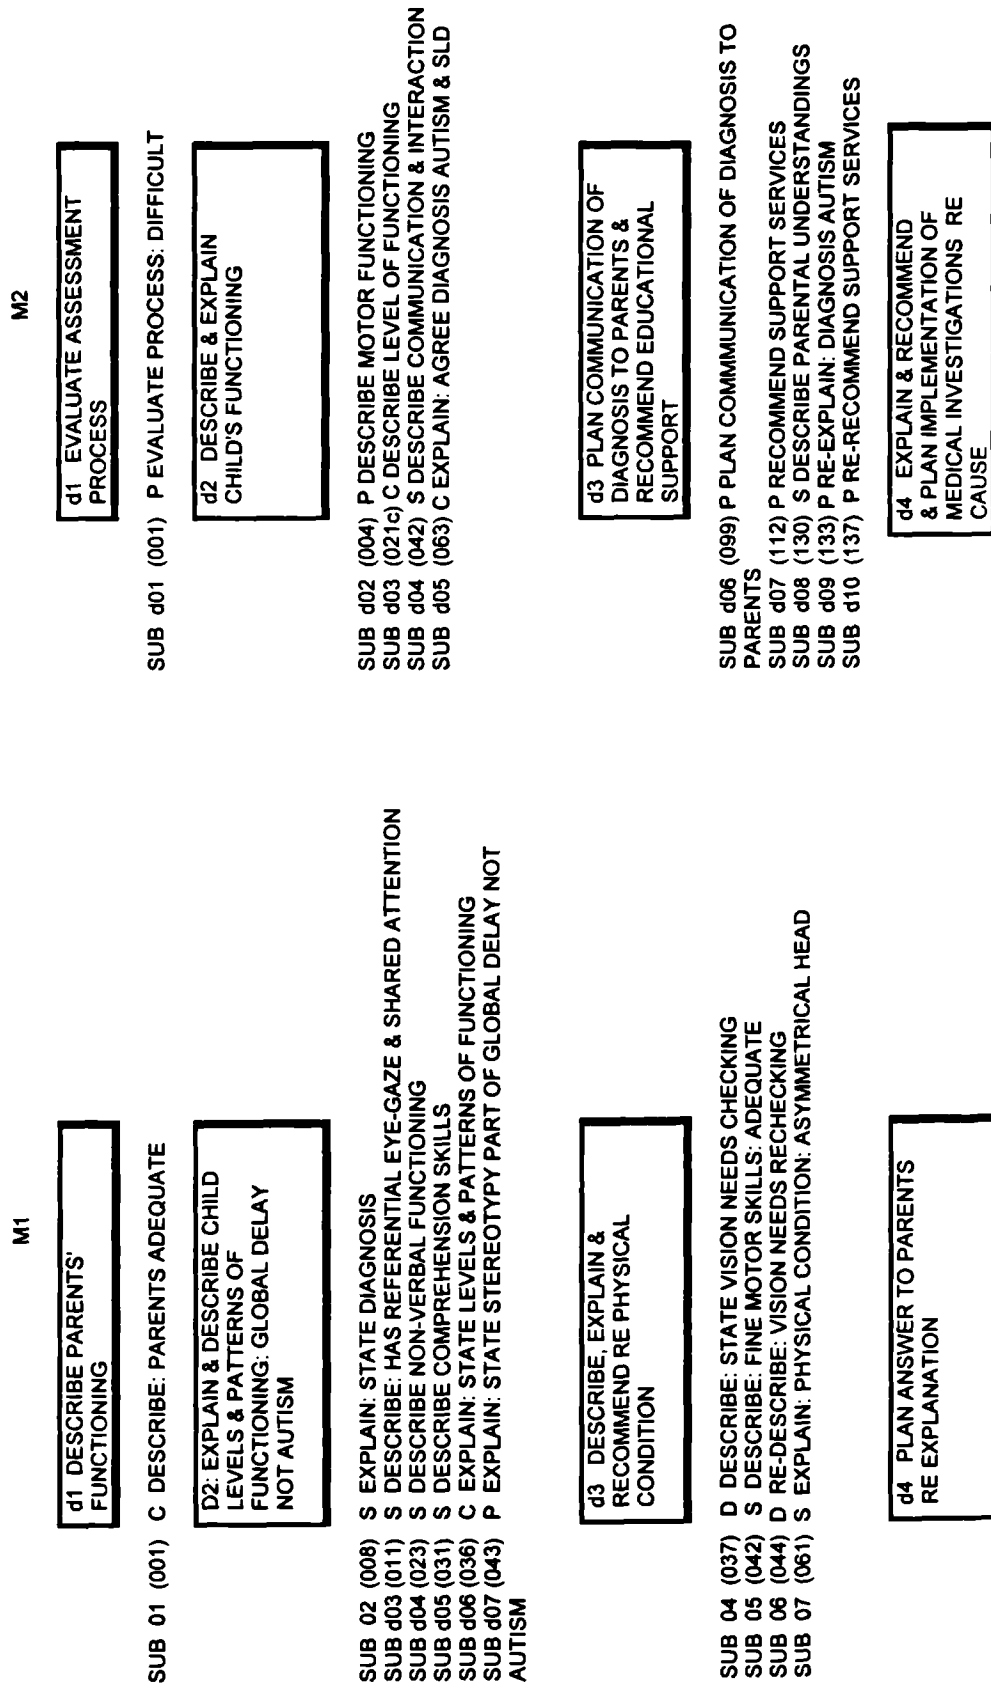 M1
d1 DESCRIBE PARENTS'
FUNCTIONING
SUB 01 (001) C DESCRIBE: PARENTS ADEQUATE
D2: EXPLAIN & DESCRIBE CHILD
LEVELS & PATTERNS OF
FUNCTIONING: GLOBAL DELAY
NOT AUTISM
SUB 02 (008) S EXPLAIN: STATE DIAGNOSIS
SUB d03 (011) S DESCRIBE: HAS REFERENTIAL EYE-GAZE & SHARED ATTENTION
SUB d04 (023) S DESCRIBE NON-VERBAL FUNCTIONING
SUB d05 (031) S DESCRIBE COMPREHENSION SKILLS
SUB d06 (036) C EXPLAIN: STATE LEVELS & PATTERNS OF FUNCTIONING
SUB d07 (043) P EXPLAIN: STATE STEREOTYPY PART OF GLOBAL DELAY NOT
AUTISM
d3 DESCRIBE, EXPLAIN &
RECOMMEND RE PHYSICAL
CONDITION
SUB 04 (037) D DESCRIBE: STATE VISION NEEDS CHECKING
SUB 05 (042) S DESCRIBE: FINE MOTOR SKILLS: ADEQUATE
SUB 06 (044) D RE-DESCRIBE: VISION NEEDS RECHECKING
SUB 07 (061) S EXPLAIN: PHYSICAL CONDITION: ASYMMETRICAL HEAD
d4 PLAN ANSWER TO PARENTS
RE EXPLANATION
M2
d1 EVALUATE ASSESSMENT
PROCESS
SUB d01 (001) P EVALUATE PROCESS: DIFFICULT
d2 DESCRIBE & EXPLAIN
CHILD'S FUNCTIONING
SUB d02 (004) P DESCRIBE MOTOR FUNCTIONING
SUB d03 (021c) C DESCRIBE LEVEL OF FUNCTIONING
SUB d04 (042) S DESCRIBE COMMUNICATION & INTERACTION
SUB d05 (063) C EXPLAIN: AGREE DIAGNOSIS AUTISM & SLD
d3 PLAN COMMUNICATION OF
DIAGNOSIS TO PARENTS &
RECOMMEND EDUCATIONAL
SUPPORT
SUB d06 (099) P PLAN COMMMUNICATION OF DIAGNOSIS TO
PARENTS
SUB d07 (112) P RECOMMEND SUPPORT SERVICES
SUB d08 (130) S DESCRIBE PARENTAL UNDERSTANDINGS
SUB d09 (133) P RE-EXPLAIN: DIAGNOSIS AUTISM
SUB d10 (137) P RE-RECOMMEND SUPPORT SERVICES
d4 EXPLAIN & RECOMMEND
& PLAN IMPLEMENTATION OF
MEDICAL INVESTIGATIONS RE
CAUSE